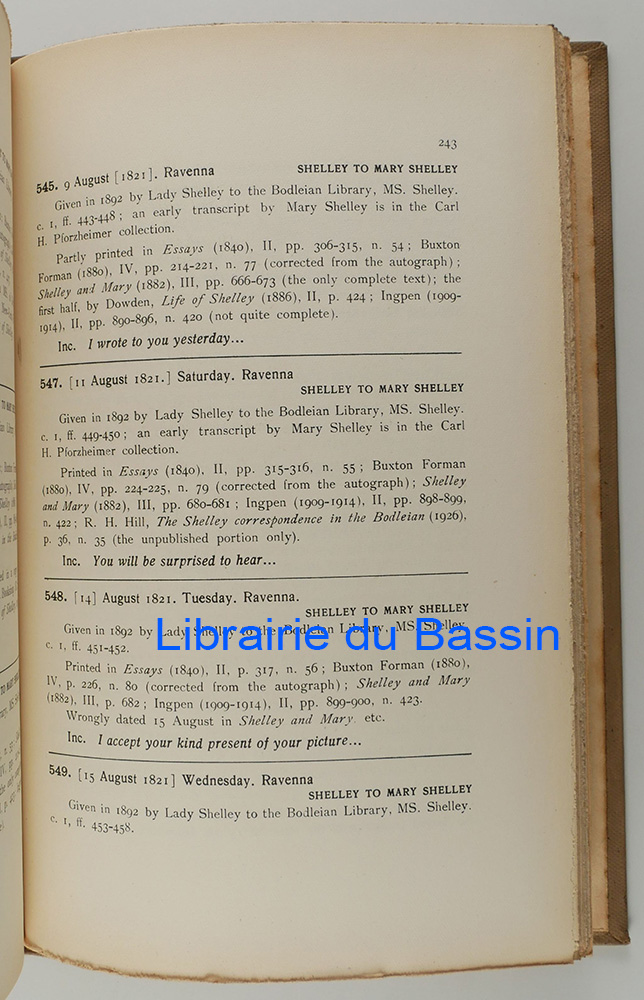 243
545. 9 August [1821]. Ravenna
SHELLEY TO MARY SHELLEY
Given in 1892 by Lady Shelley to the Bodleian Library, MS. Shelley.
c. 1, ff. 443-448; an early transcript by Mary Shelley is in the Carl
H. Pforzheimer collection.
Partly printed in Essays (1840), II, pp. 306-315, n. 54; Buxton
Forman (1880), IV, pp. 214-221, n. 77 (corrected from the autograph);
Shelley and Mary (1882), III, pp. 666-673 (the only complete text); the
first half, by Dowden, Life of Shelley (1886), II, p. 424; Ingpen (1909-
1914), II, pp. 890-896, n. 420 (not quite complete).
Inc. I wrote to you yesterday...
547. [11 August 1821.] Saturday. Ravenna
SHELLEY TO MARY SHELLEY
Given in 1892 by Lady Shelley to the Bodleian Library, MS. Shelley.
c. 1, ff. 449-450; an early transcript by Mary Shelley is in the Carl
H. Pforzheimer collection.
Printed in Essays (1840), II, pp. 315-316, n. 55; Buxton Forman
(1880), IV, pp. 224-225, n. 79 (corrected from the autograph); Shelley
and Mary (1882), III, pp. 680-681; Ingpen (1909-1914), II, pp. 898-899,
n. 422; R. H. Hill, The Shelley correspondence in the Bodleian (1926),
p. 36, n. 35 (the unpublished portion only).
Inc. You will be surprised to hear...
548. [14] August 1821. Tuesday. Ravenna.
SHELLEY TO MARY SHELLEY
Given in 1892 by Lady Shelley to the Bodleian Library, MS. Shelley.
c. 1, ff. 451-452.
Librairie du Bassin
Printed in Essays (1840), II, p. 317, n. 56; Buxton Forman (1880),
IV, p. 226, n. 80 (corrected from the autograph); Shelley and Mary
(1882), III, p. 682; Ingpen (1909-1914), II, pp. 899-900, n. 423.
Wrongly dated 15 August in Shelley and Mary etc.
Inc. I accept your kind present of your picture...
549. [15 August 1821] Wednesday. Ravenna
SHELLEY TO MARY SHELLEY
Given in 1892 by Lady Shelley to the Bodleian Library, MS. Shelley.
c. 1, ff. 453-458.